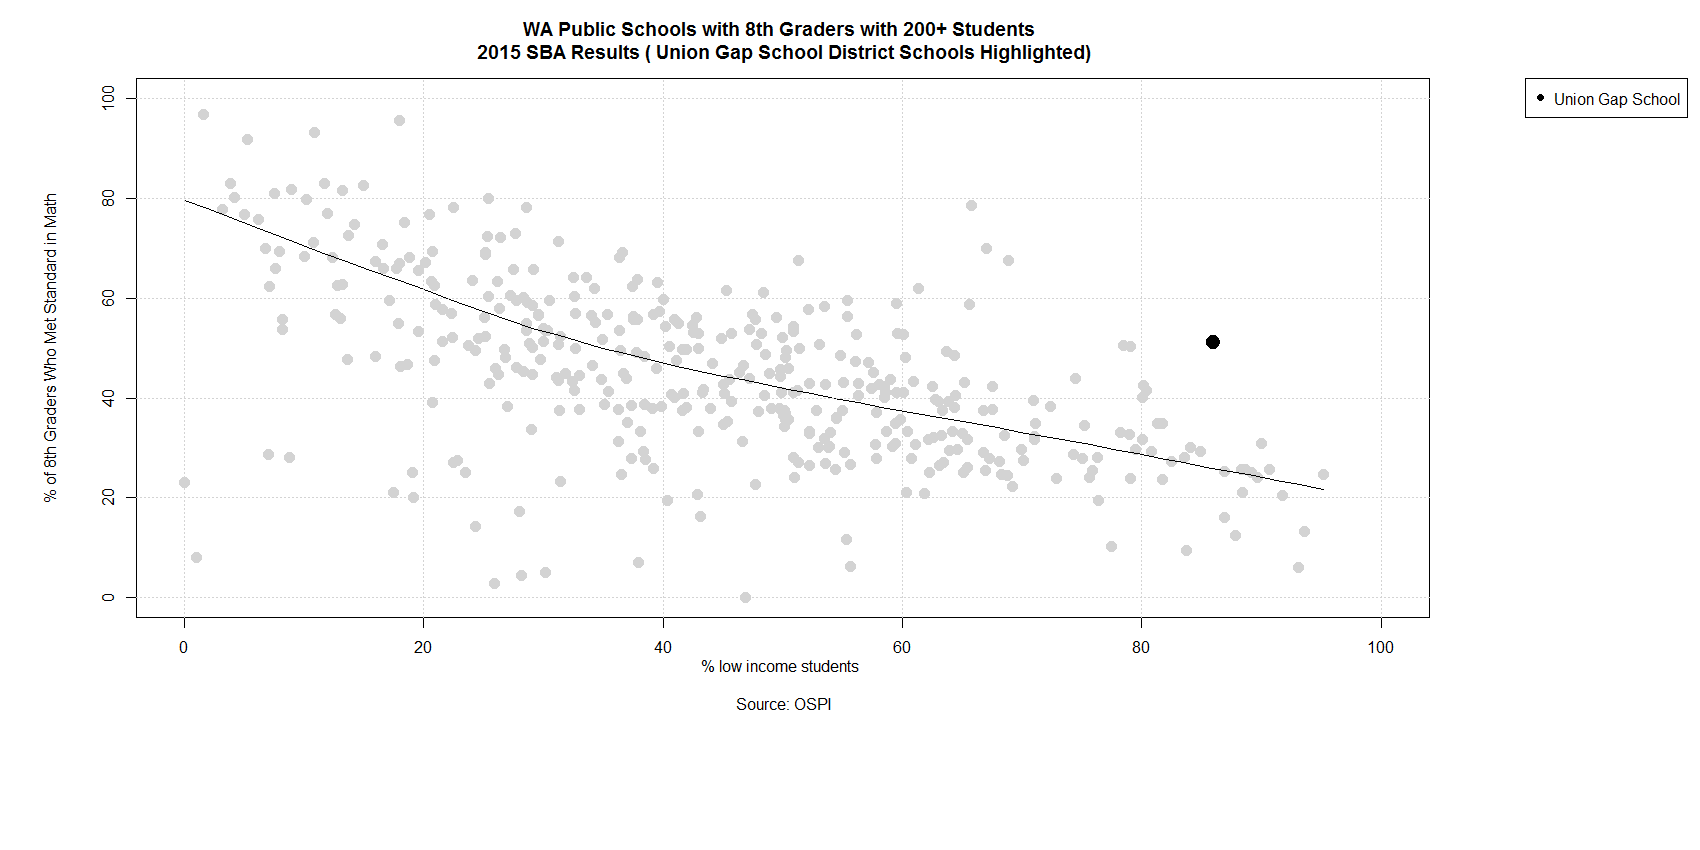 WA Public Schools with 8th Graders with 200+ Students
2015 SBA Results ( Union Gap School District Schools Highlighted)
Union Gap School
% of 8th Graders Who Met Standard in Math
100
80
60
40
20
0
0 20 40 60 80 100
% low income students
Source: OSPI